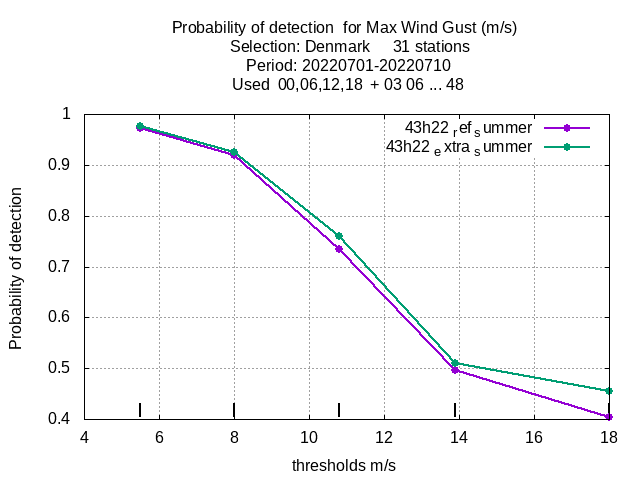 Probability of detection  for Max Wind Gust (m/s)
Selection: Denmark     31 stations
Period: 20220701-20220710
Used  00,06,12,18  + 03 06 ... 48
43h22 ref summer
43h22 extra summer
1
0.9
0.8
0.7
0.6
0.5
0.4
Probability of detection
4 6 8 10 12 14 16 18
thresholds m/s